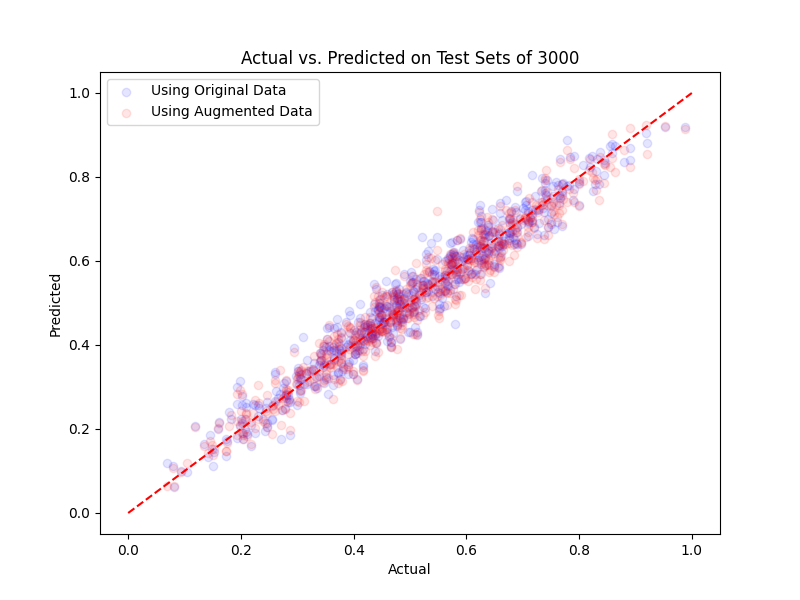 Actual vs. Predicted on Test Sets of 3000
Using Original Data
Using Augmented Data
1.0
0.8
0.6
0.4
0.2
0.0
Predicted
0.0 0.2 0.4 0.6 0.8 1.0
Actual